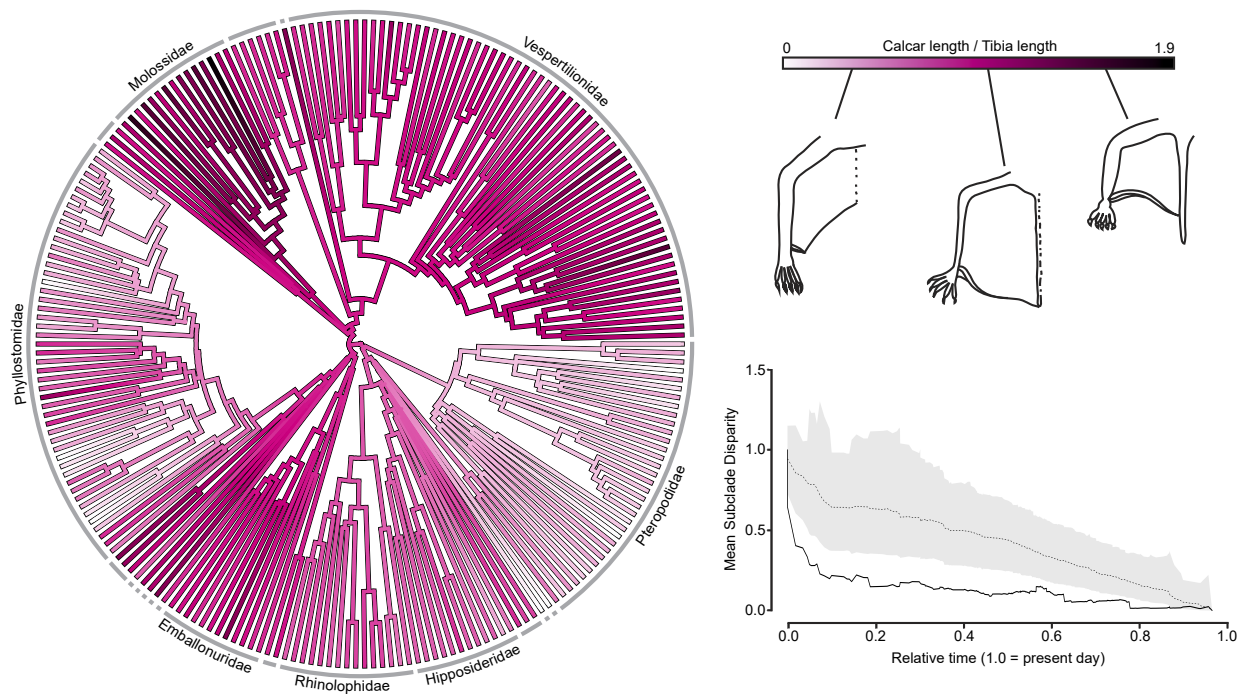 Molossidae
Vespertilionidae
Phyllostomidae
Pteropodidae
Emballonuridae
Rhinolophidae
Hipposideridae
0
Calcar length / Tibia length
1.9
Mean Subclade Disparity
1.5
1.0
0.5
0.0
0.0 0.2 0.4 0.6 0.8 1.0
Relative time (1.0 = present day)